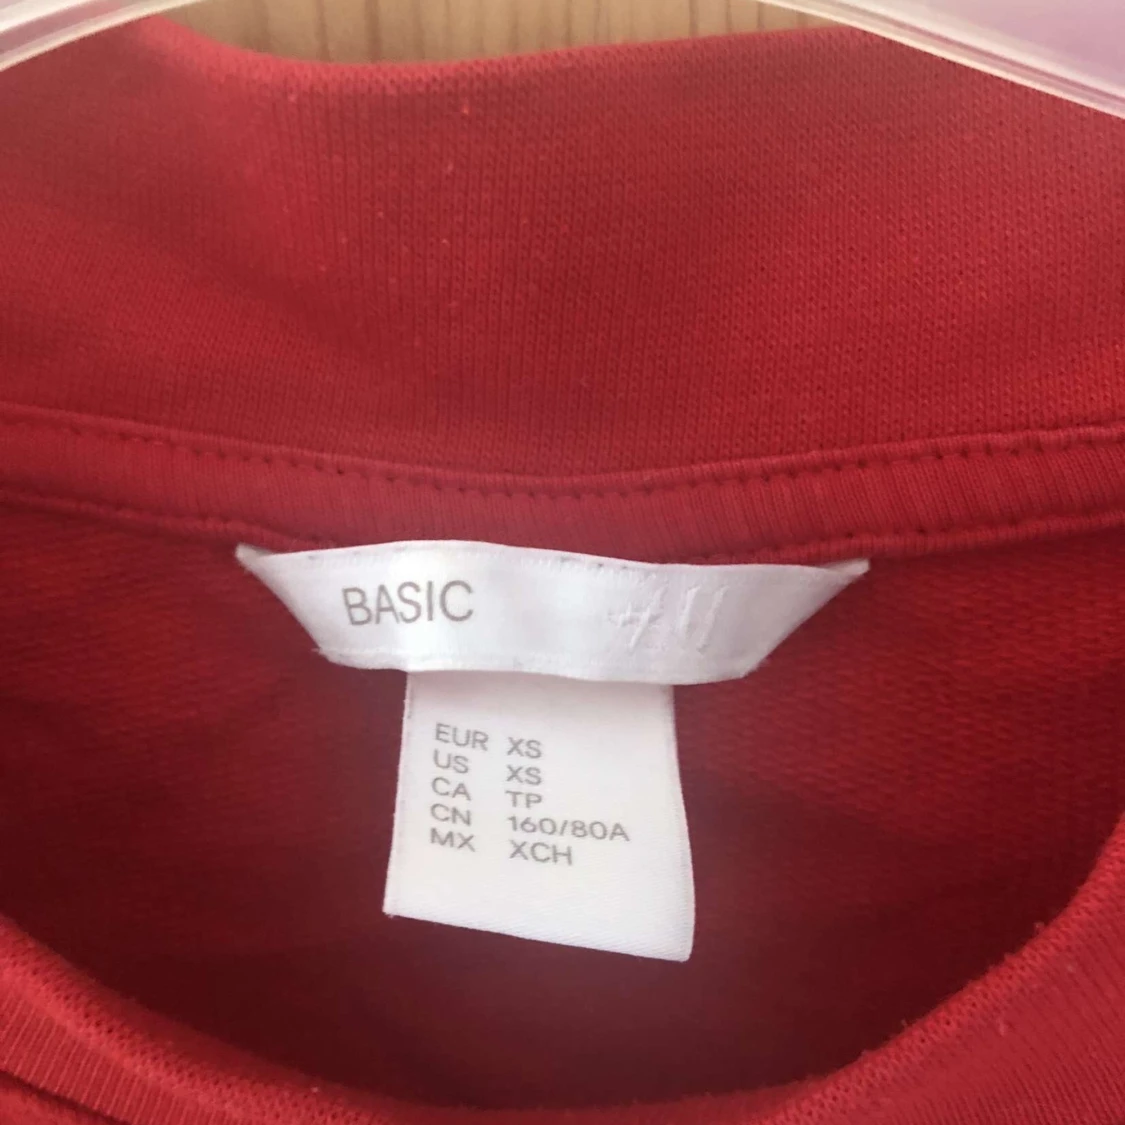 BASIC
EUR XS
US XS
CA TP
CN 160/80A
MX XCH